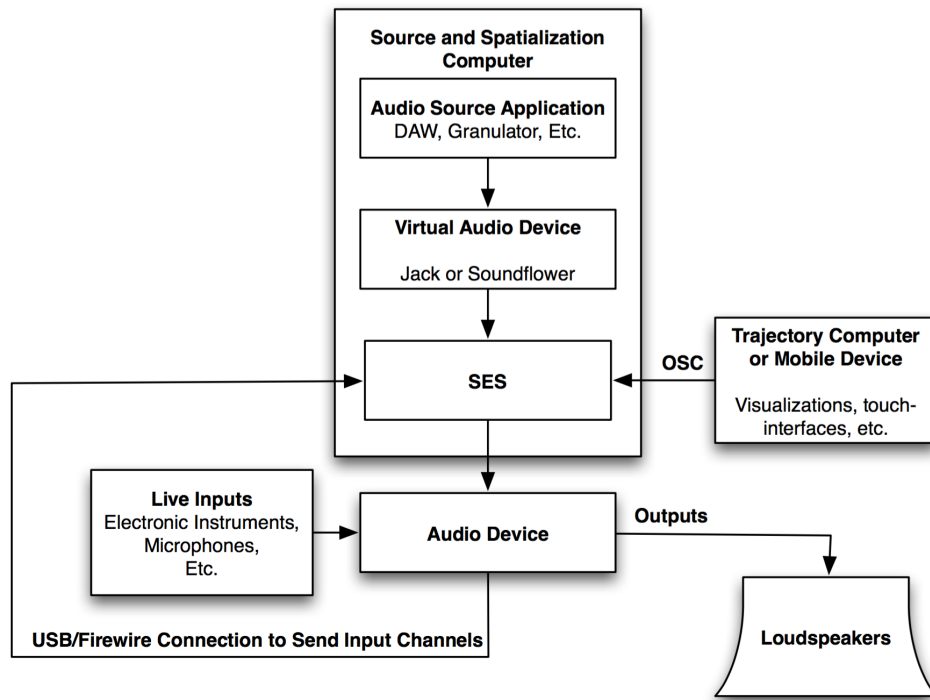 Source and Spatialization
Computer
Audio Source Application
DAW, Granulator, Etc.
Virtual Audio Device
Jack or Soundflower
SES
OSC
Trajectory Computer
or Mobile Device
Visualizations, touch-
interfaces, etc.
Live Inputs
Electronic Instruments,
Microphones,
Etc.
Audio Device
Outputs
USB/Firewire Connection to Send Input Channels
Loudspeakers